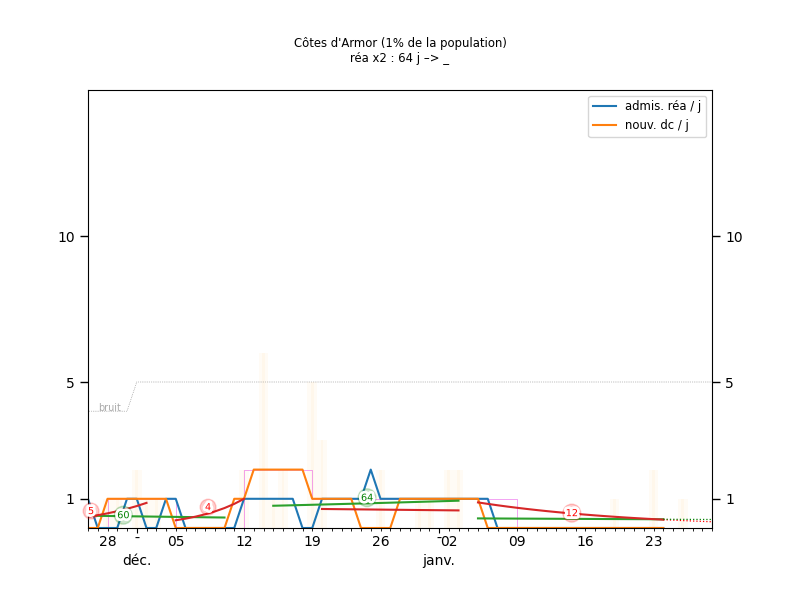 Côtes d'Armor (1% de la population)
réa x2 : 64 j –> _
admis. réa / j
nouv. dc / j
10 10
5 5
bruit
1 1
5 60 4 64 12
28 - 05 12 19 26 -02 09 16 23
déc. janv.